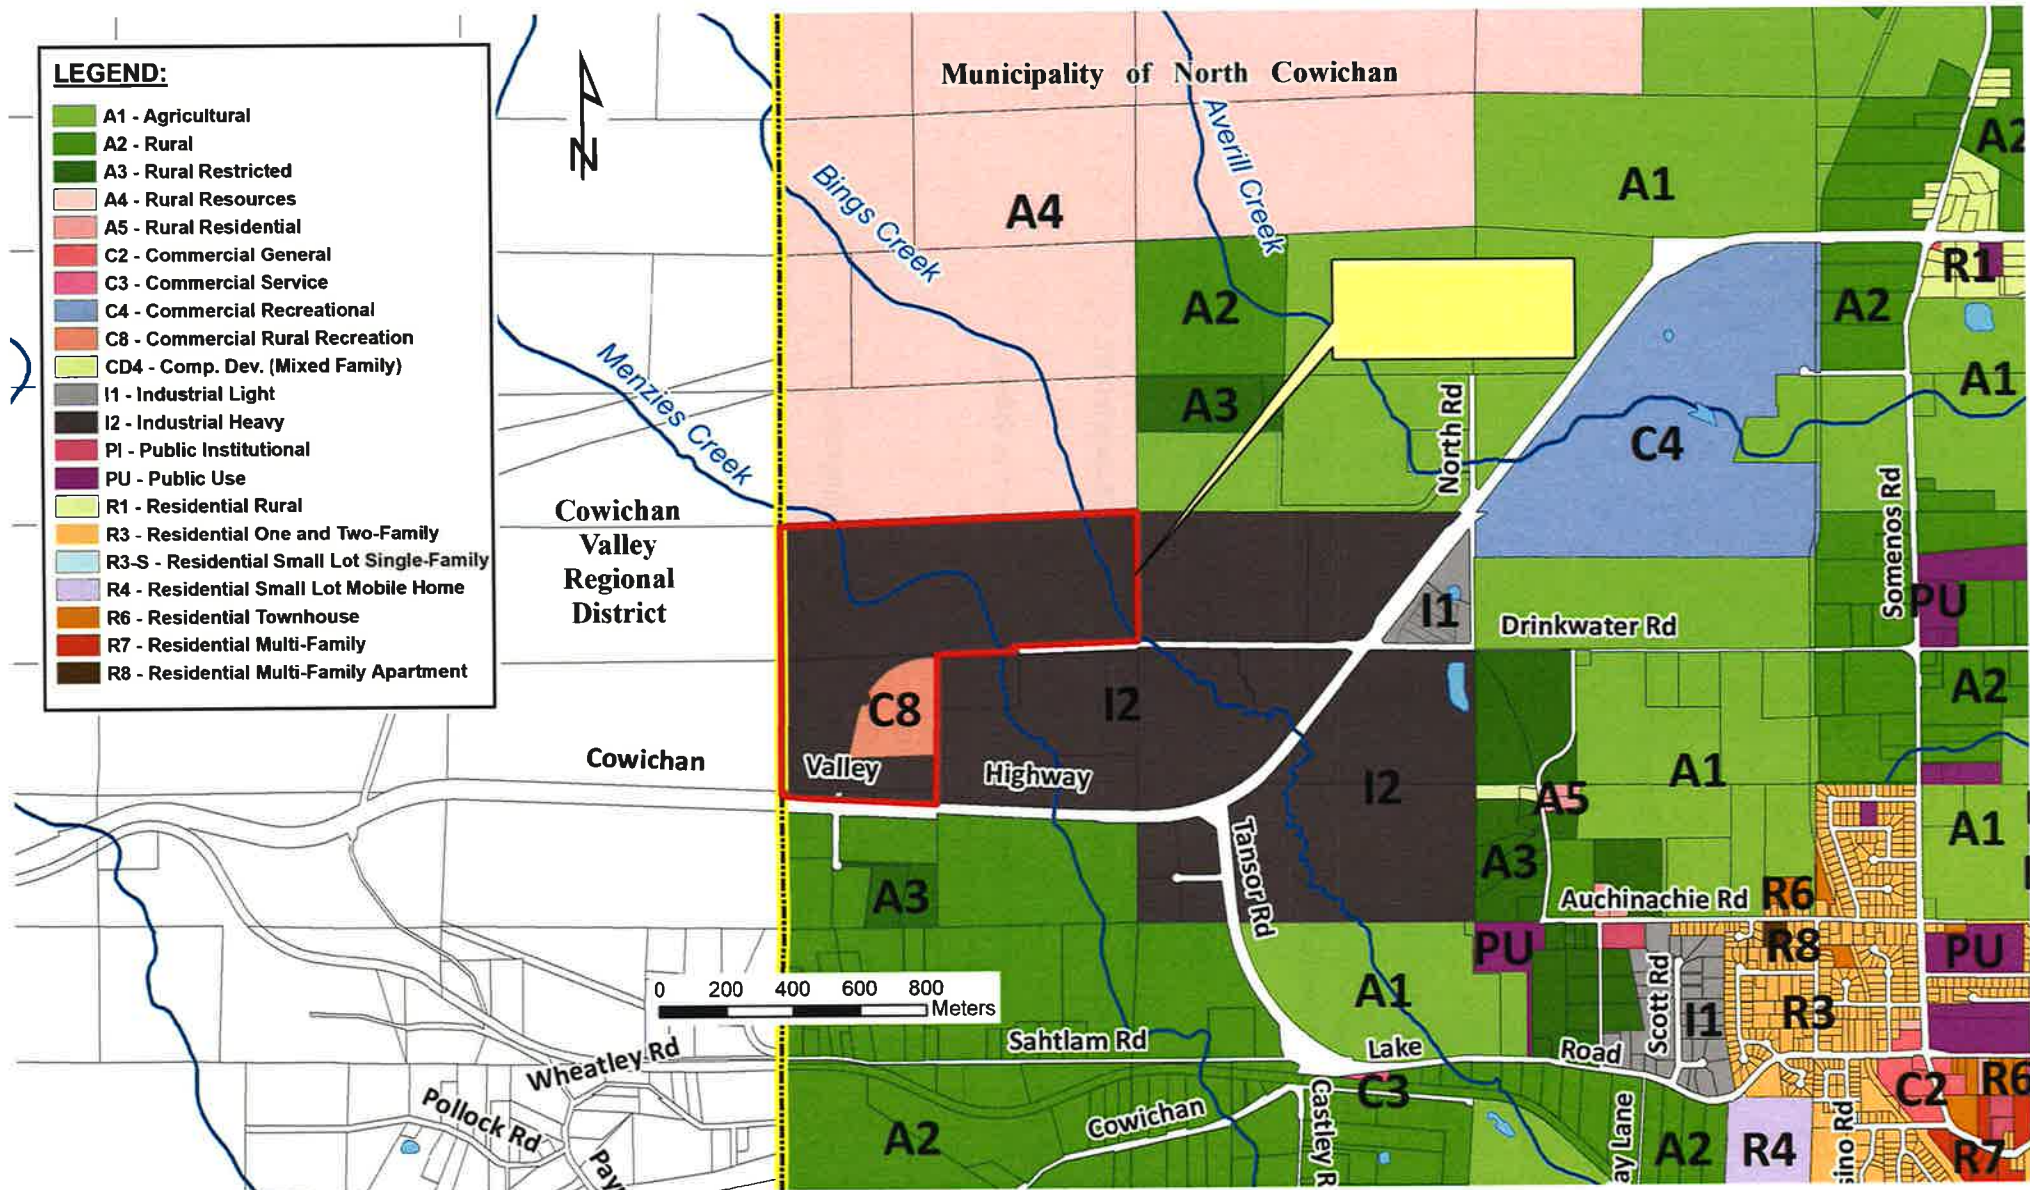 LEGEND:
A1 - Agricultural
A2 - Rural
A3 - Rural Restricted
A4 - Rural Resources
A5 - Rural Residential
C2 - Commercial General
C3 - Commercial Service
C4 - Commercial Recreational
C8 - Commercial Rural Recreation
CD4 - Comp. Dev. (Mixed Family)
I1 - Industrial Light
I2 - Industrial Heavy
PI - Public Institutional
PU - Public Use
R1 - Residential Rural
R3 - Residential One and Two-Family
R3-S - Residential Small Lot Single-Family
R4 - Residential Small Lot Mobile Home
R6 - Residential Townhouse
R7 - Residential Multi-Family
R8 - Residential Multi-Family Apartment
N
Municipality of North Cowichan
Averill Creek
Bings Creek
Menzies Creek
A4
A1
A2
R1
A2
A2
A3
A1
North Rd
C4
Somenos Rd
Cowichan
Valley
Regional
District
I1
Drinkwater Rd
PU
C8
I2
A2
Cowichan
Valley
Highway
I2
A1
A5
A1
Tansor Rd
A3
A3
Auchinachie Rd
R6
R8
PU
PU
A1
Scott Rd
I1
R3
0 200 400 600 800
Meters
Sahtlam Rd
Lake
Road
Wheatley Rd
Pollock Rd
Cowichan
C3
C2
R6
A2
A2
R4
R7